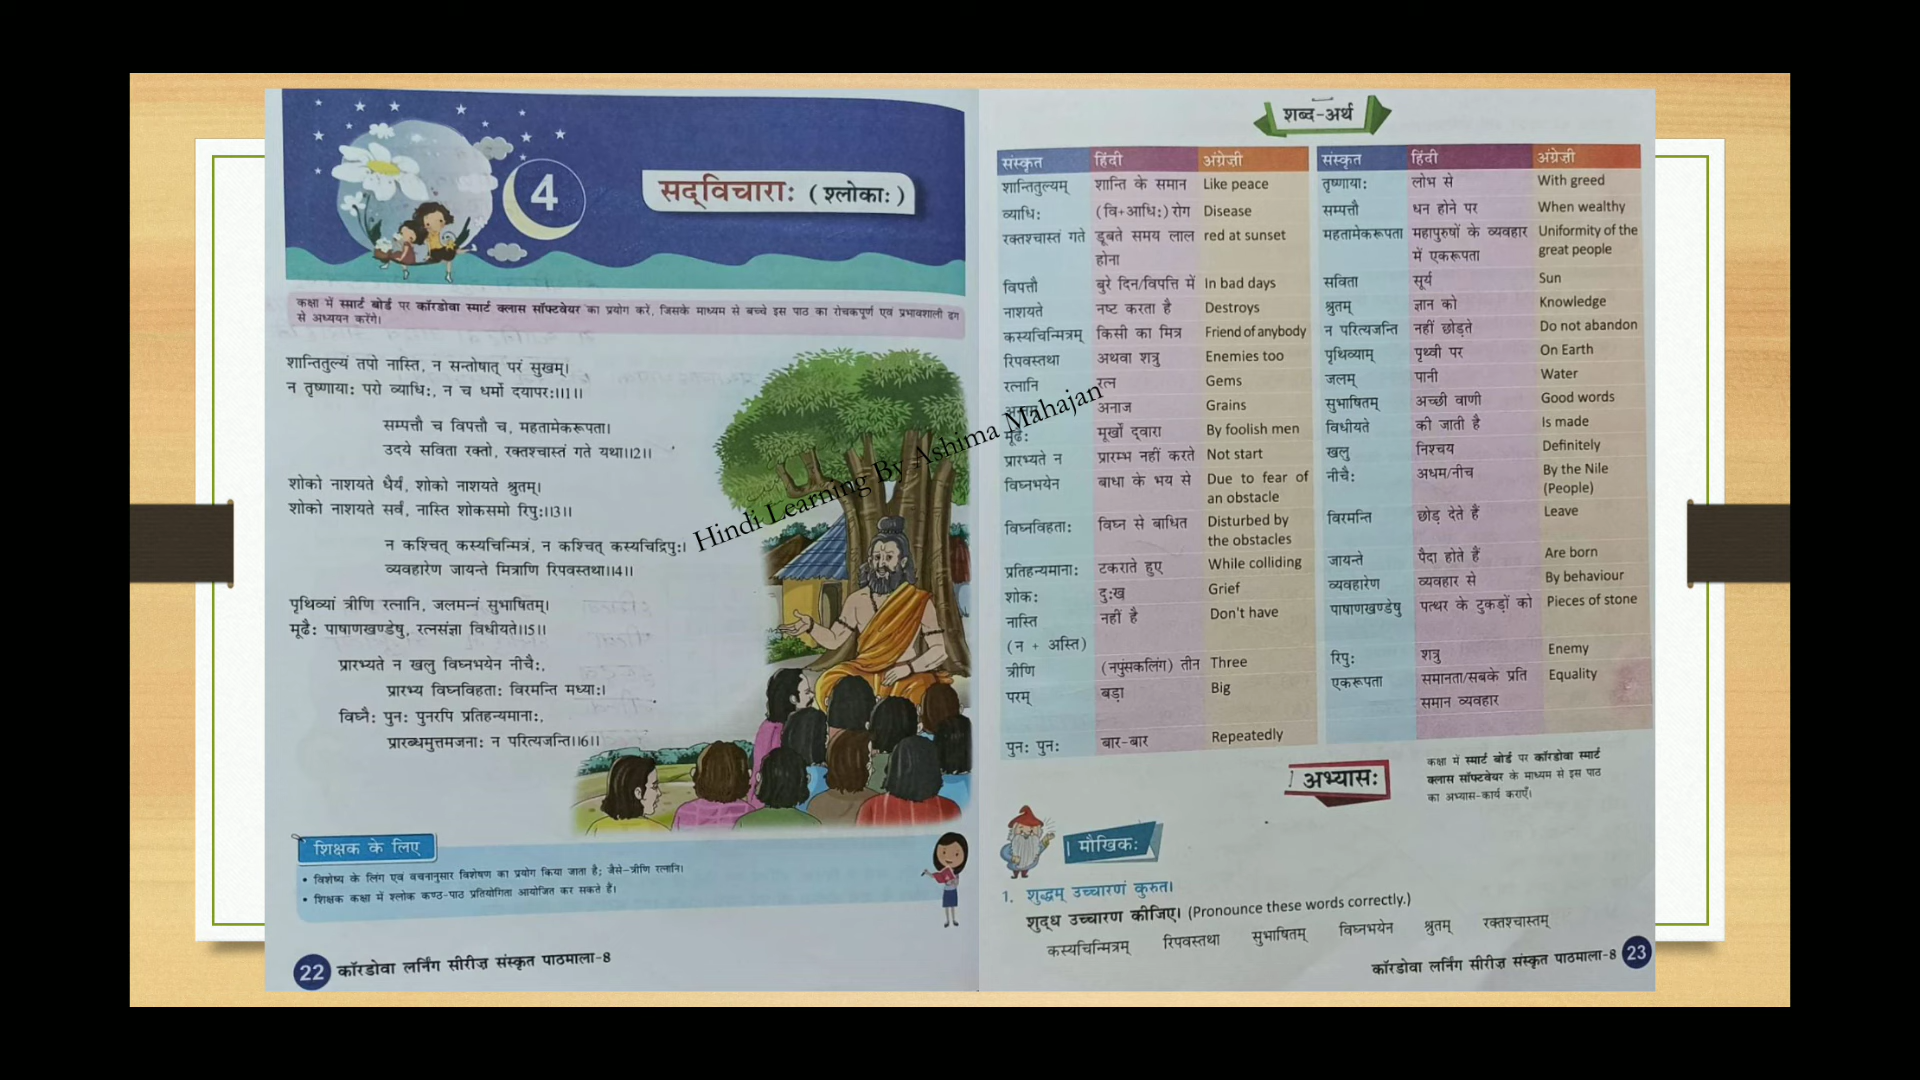 4
सद्‌विचाराः (श्लोकाः)
कक्षा में स्मार्ट बोर्ड पर कॉरडोवा स्मार्ट क्लास सॉफ्टवेयर का प्रयोग करें, जिसके माध्यम से बच्चे इस पाठ का रोचकपूर्ण एवं प्रभावशाली ढंग
से अध्ययन करेंगे।
शान्तितुल्यं तपो नास्ति, न सन्तोषात् परं सुखम्।
न तृष्णायाः परो व्याधिः, न च धर्मो दयापरः॥1॥
सम्पत्तौ च विपत्तौ च, महतामेकरूपता।
उदये सविता रक्तो, रक्तश्चास्तं गते यथा॥2॥
शोको नाशयते धैर्यं, शोको नाशयते श्रुतम्।
शोको नाशयते सर्वं, नास्ति शोकसमो रिपुः॥3॥
न कश्चित् कस्यचिन्मित्रं, न कश्चित् कस्यचिद्रिपुः।
व्यवहारेण जायन्ते मित्राणि रिपवस्तथा॥4॥
पृथिव्यां त्रीणि रत्नानि, जलमन्नं सुभाषितम्।
मूढैः पाषाणखण्डेषु, रत्नसंज्ञा विधीयते॥5॥
प्रारभ्यते न खलु विघ्नभयेन नीचैः,
प्रारभ्य विघ्नविहताः विरमन्ति मध्याः।
विघ्नैः पुनः पुनरपि प्रतिहन्यमानाः,
प्रारब्धमुत्तमजनाः न परित्यजन्ति॥6॥
शिक्षक के लिए
• विशेष्य के लिंग एवं वचनानुसार विशेषण का प्रयोग किया जाता है; जैसे-त्रीणि रत्नानि।
• शिक्षक कक्षा में श्लोक कण्ठ-पाठ प्रतियोगिता आयोजित कर सकते हैं।
22 कॉरडोवा लर्निंग सीरीज़ संस्कृत पाठमाला-8
Hindi Learning By Ashima Mahajan
शब्द-अर्थ
संस्कृत हिंदी अंग्रेज़ी
शान्तितुल्यम् शान्ति के समान Like peace
व्याधिः (वि+आधिः) रोग Disease
रक्तश्चास्तं गते डूबते समय लाल red at sunset
होना
विपत्तौ बुरे दिन/विपत्ति में In bad days
नाशयते नष्ट करता है Destroys
कस्यचिन्मित्रम् किसी का मित्र Friend of anybody
रिपवस्तथा अथवा शत्रु Enemies too
रत्नानि रत्न Gems
अनाज Grains
मूढैः मूर्खों द्वारा By foolish men
प्रारभ्यते न प्रारम्भ नहीं करते Not start
विघ्नभयेन बाधा के भय से Due to fear of
an obstacle
विघ्नविहताः विघ्न से बाधित Disturbed by
the obstacles
प्रतिहन्यमानाः टकराते हुए While colliding
शोकः दुःख Grief
नास्ति नहीं है Don't have
(न + अस्ति)
त्रीणि (नपुंसकलिंग) तीन Three
परम् बड़ा Big
पुनः पुनः बार-बार Repeatedly
संस्कृत हिंदी अंग्रेज़ी
तृष्णायाः लोभ से With greed
सम्पत्तौ धन होने पर When wealthy
महतामेकरूपता महापुरुषों के व्यवहार Uniformity of the
में एकरूपता great people
सविता सूर्य Sun
श्रुतम् ज्ञान को Knowledge
न परित्यजन्ति नहीं छोड़ते Do not abandon
पृथिव्याम् पृथ्वी पर On Earth
जलम् पानी Water
सुभाषितम् अच्छी वाणी Good words
विधीयते की जाती है Is made
खलु निश्चय Definitely
नीचैः अधम/नीच By the Nile
(People)
विरमन्ति छोड़ देते हैं Leave
जायन्ते पैदा होते हैं Are born
व्यवहारेण व्यवहार से By behaviour
पाषाणखण्डेषु पत्थर के टुकड़ों को Pieces of stone
रिपुः शत्रु Enemy
एकरूपता समानता/सबके प्रति Equality
समान व्यवहार
अभ्यासः
कक्षा में स्मार्ट बोर्ड पर कॉरडोवा स्मार्ट
क्लास सॉफ्टवेयर के माध्यम से इस पाठ
का अभ्यास-कार्य कराएँ।
मौखिकः
1. शुद्धम् उच्चारणं कुरुत।
शुद्ध उच्चारण कीजिए। (Pronounce these words correctly.)
कस्यचिन्मित्रम् रिपवस्तथा सुभाषितम् विघ्नभयेन श्रुतम् रक्तश्चास्तम्
कॉरडोवा लर्निंग सीरीज़ संस्कृत पाठमाला-8 23